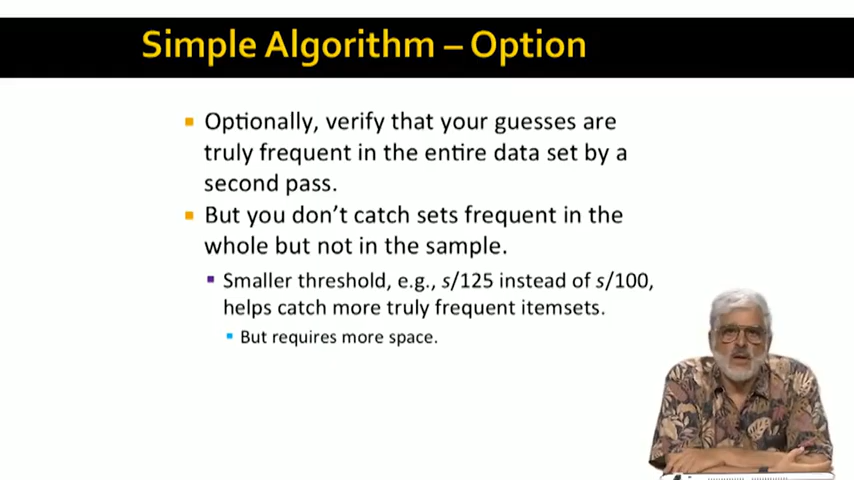 Simple Algorithm – Option
Optionally, verify that your guesses are
truly frequent in the entire data set by a
second pass.
But you don't catch sets frequent in the
whole but not in the sample.
Smaller threshold, e.g., s/125 instead of s/100,
helps catch more truly frequent itemsets.
But requires more space.